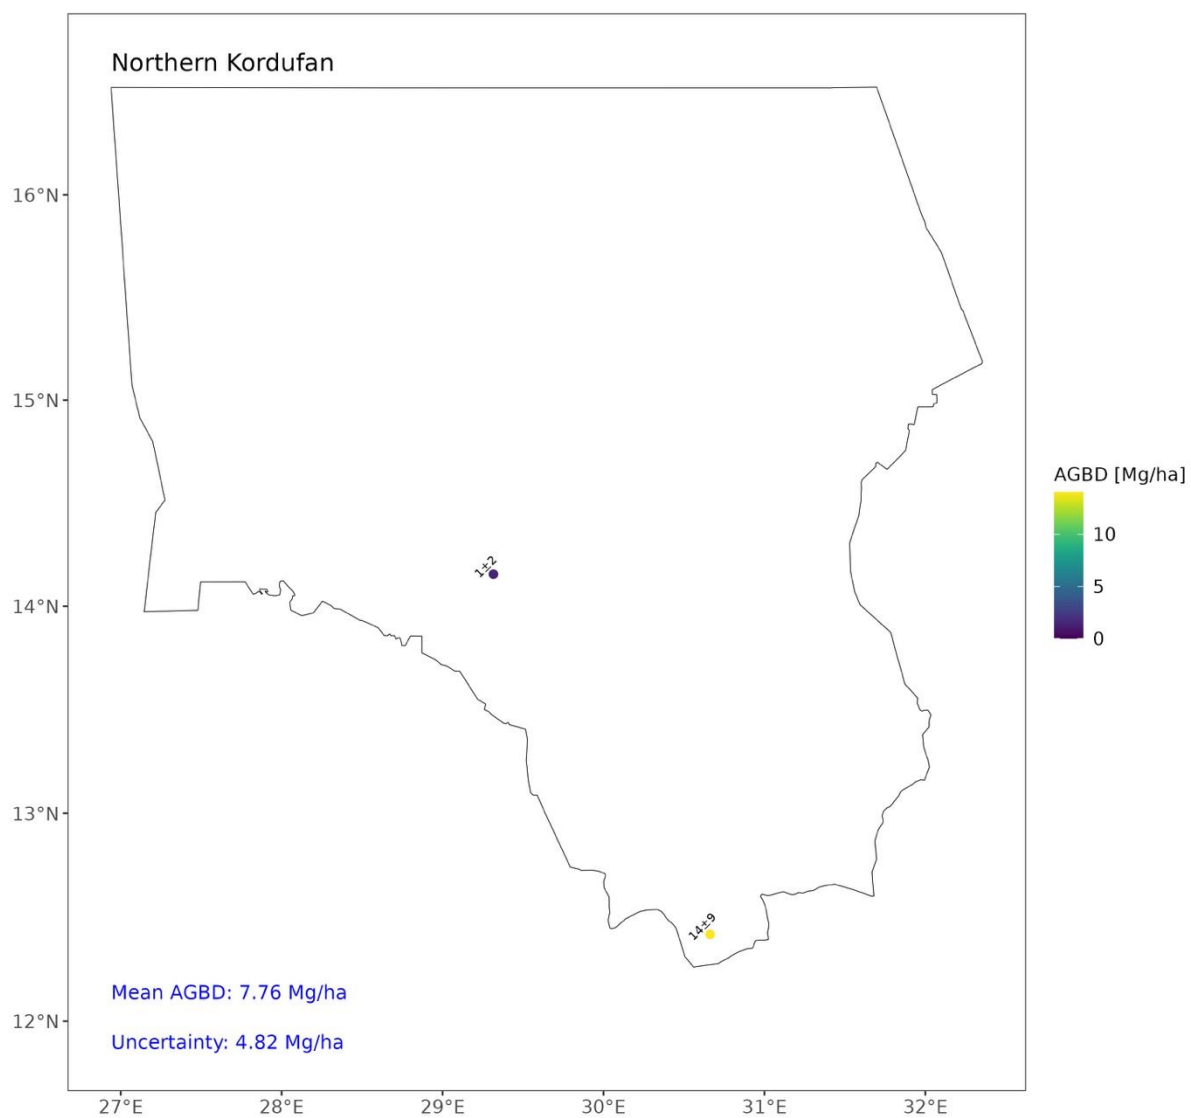 Northern Kordufan
16°N
15°N
14°N
13°N
12°N
1±2
14±9
Mean AGBD: 7.76 Mg/ha
Uncertainty: 4.82 Mg/ha
27°E 28°E 29°E 30°E 31°E 32°E
AGBD [Mg/ha]
10
5
0